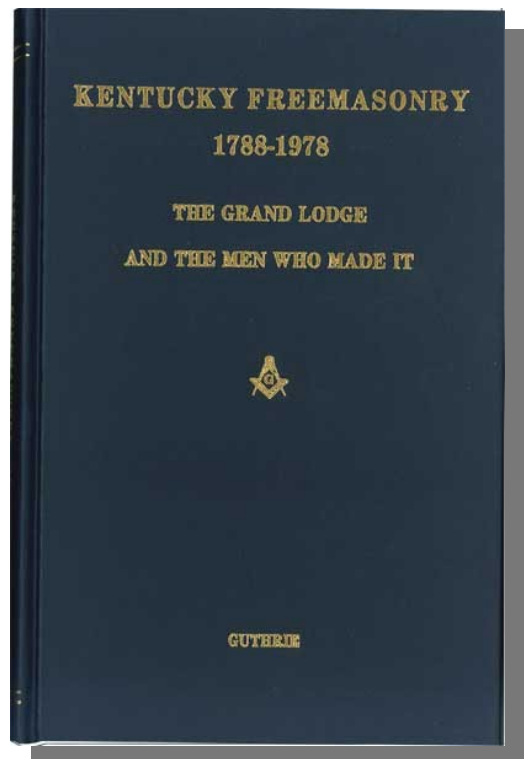 KENTUCKY FREEMASONRY
1788-1978
THE GRAND LODGE
AND THE MEN WHO MADE IT
G
GUTHRIE